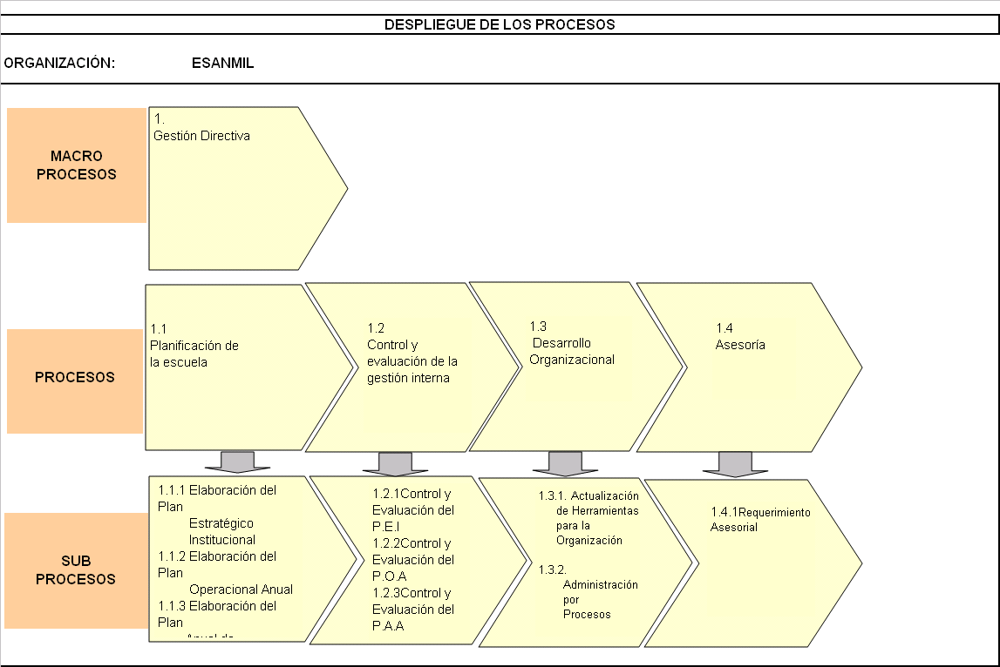 DESPLIEGUE DE LOS PROCESOS
ORGANIZACIÓN: ESANMIL
MACRO
PROCESOS
1.
Gestión Directiva
PROCESOS
1.1
Planificación de
la escuela
1.2
Control y
evaluación de la
gestión interna
1.3
Desarrollo
Organizacional
1.4
Asesoría
SUB
PROCESOS
1.1.1 Elaboración del
Plan
Estratégico
Institucional
1.1.2 Elaboración del
Plan
Operacional Anual
1.1.3 Elaboración del
Plan
1.2.1Control y
Evaluación del
P.E.I
1.2.2Control y
Evaluación del
P.O.A
1.2.3Control y
Evaluación del
P.A.A
1.3.1. Actualización
de Herramientas
para la
Organización
1.3.2.
Administración
por
Procesos
1.4.1Requerimiento
Asesorial